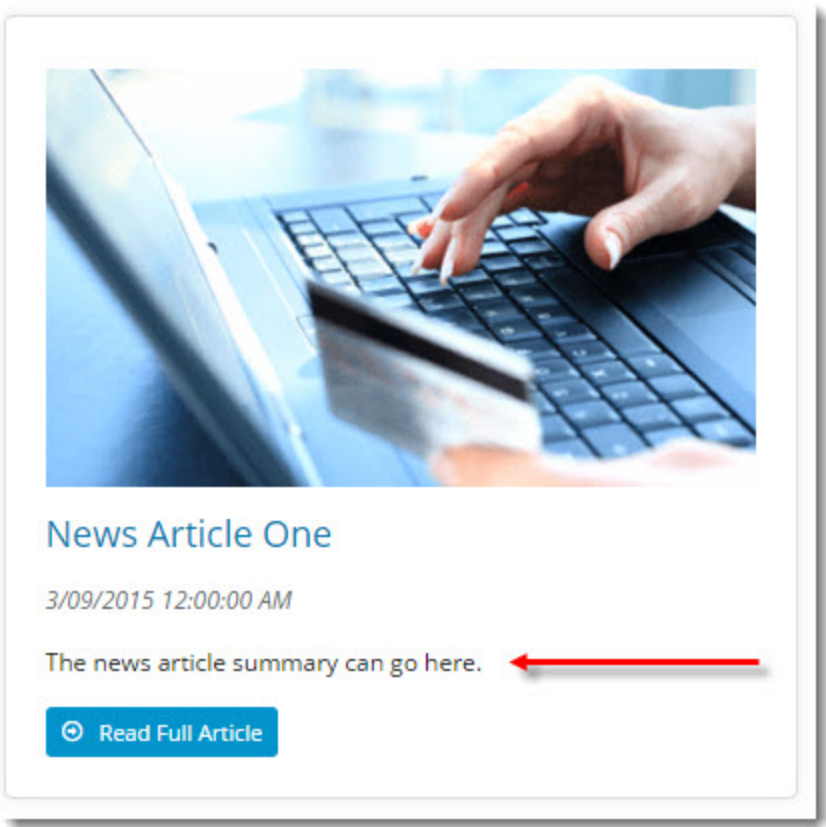 News Article One
3/09/2015 12:00:00 AM
The news article summary can go here.
Read Full Article